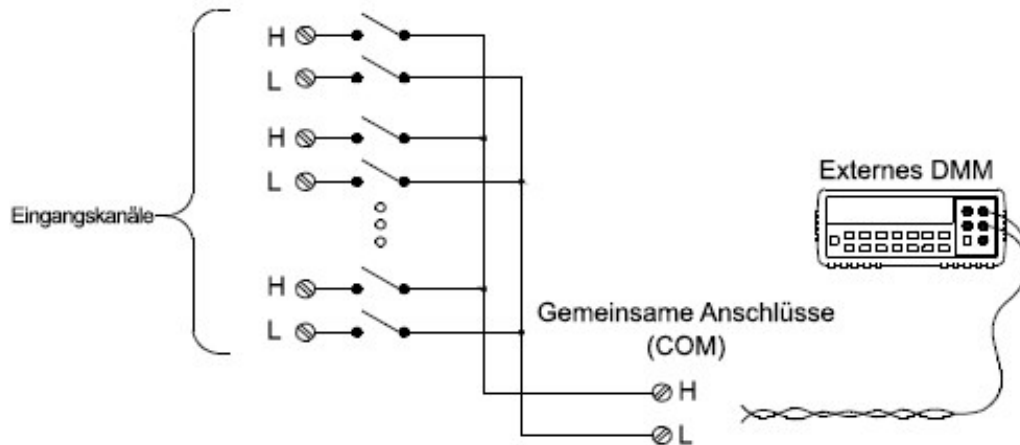 H
L
H
L
Eingangskanäle
H
L
Externes DMM
Gemeinsame Anschlüsse
(COM)
H
L